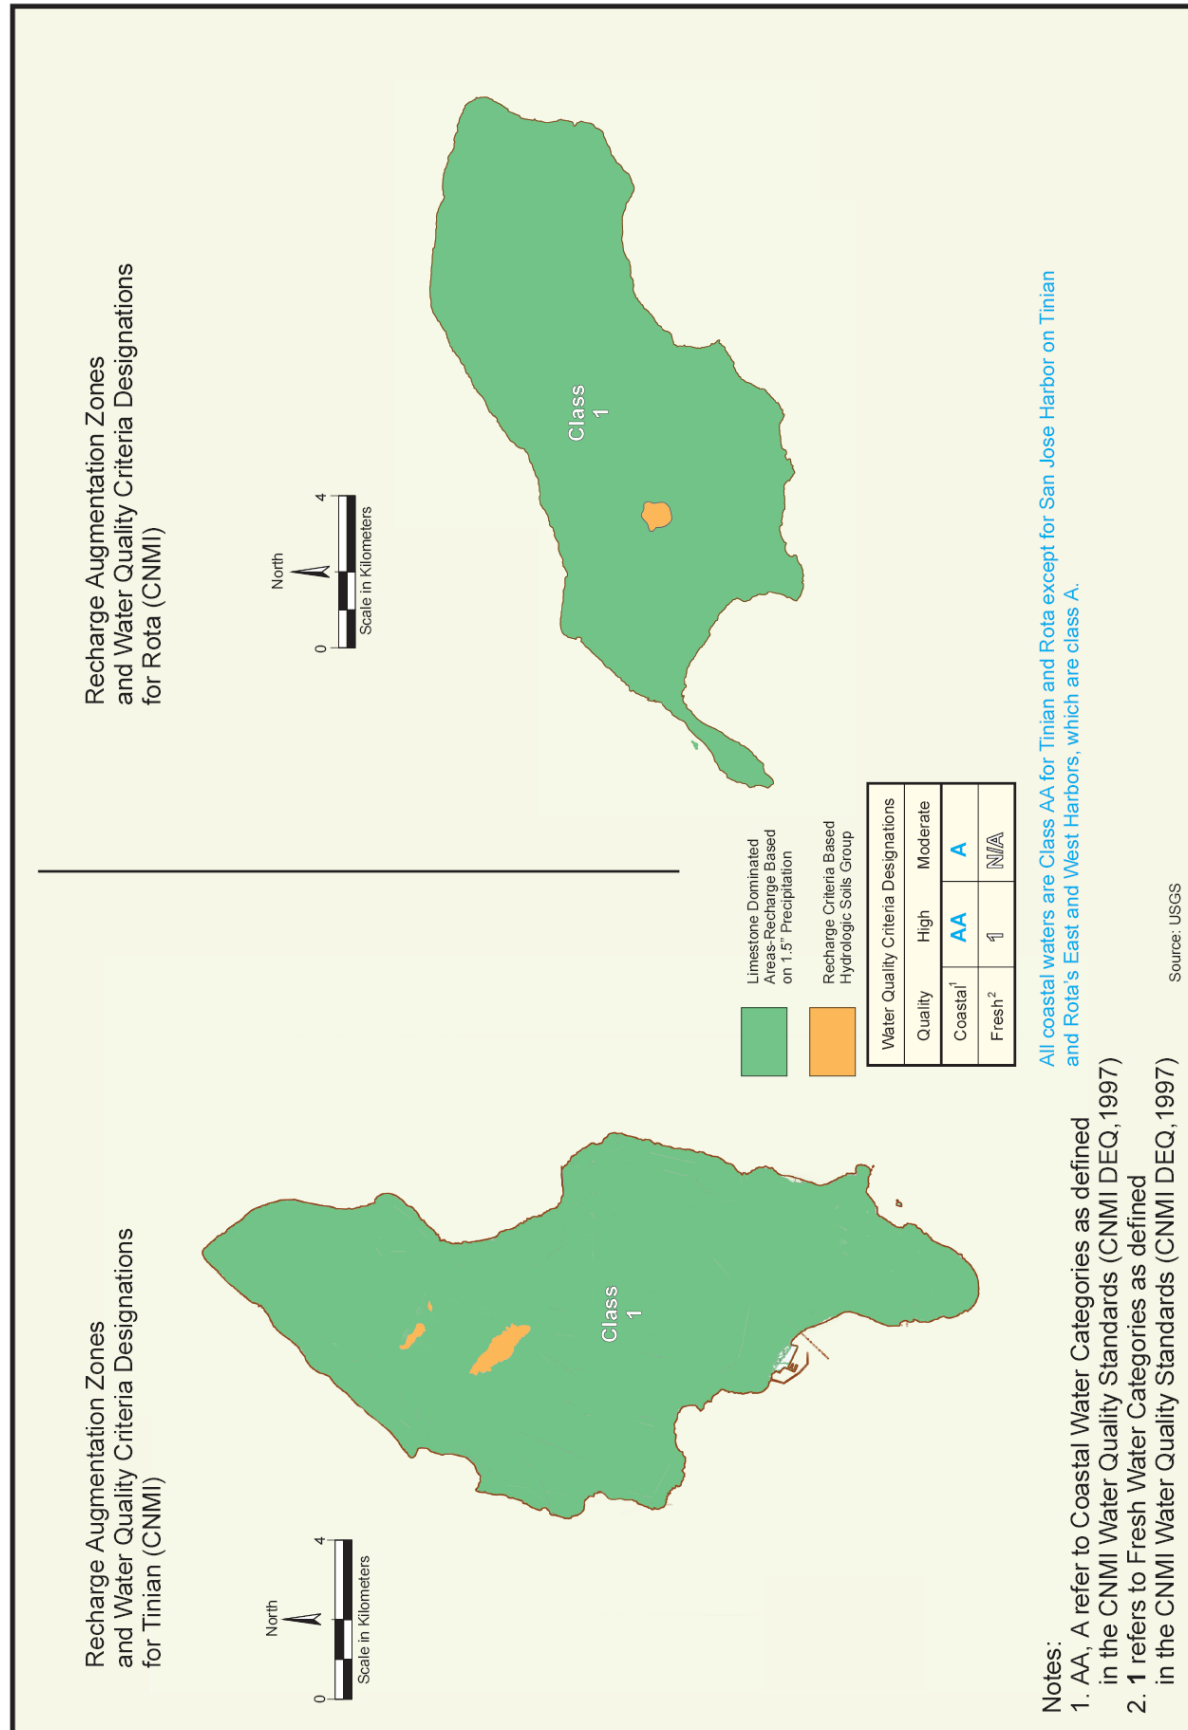 Recharge Augmentation Zones
and Water Quality Criteria Designations
for Tinian (CNMI)
North
0
4
Scale in Kilometers
Class
1
Recharge Augmentation Zones
and Water Quality Criteria Designations
for Rota (CNMI)
North
0
4
Scale in Kilometers
Class
1
Limestone Dominated
Areas-Recharge Based
on 1.5" Precipitation
Recharge Criteria Based
Hydrologic Soils Group
Water Quality Criteria Designations
Quality High Moderate
Coastal¹ AA A
Fresh² 1 N/A
All coastal waters are Class AA for Tinian and Rota except for San Jose Harbor on Tinian
and Rota's East and West Harbors, which are class A.
Notes:
1. AA, A refer to Coastal Water Categories as defined
in the CNMI Water Quality Standards (CNMI DEQ,1997)
2. 1 refers to Fresh Water Categories as defined
in the CNMI Water Quality Standards (CNMI DEQ,1997)
Source: USGS